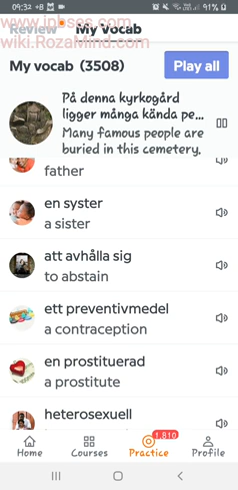 09:32 +8 91%
www.inoses.com
Review My Vocab
wiki.RozaMind.com
My vocab (3508) Play all
På denna kyrkogård
ligger många kända pe...
Many famous people are
buried in this cemetery.
father
en syster
a sister
att avhålla sig
to abstain
ett preventivmedel
a contraception
en prostituerad
a prostitute
heterosexuell
1,810
Home Courses Practice Profile